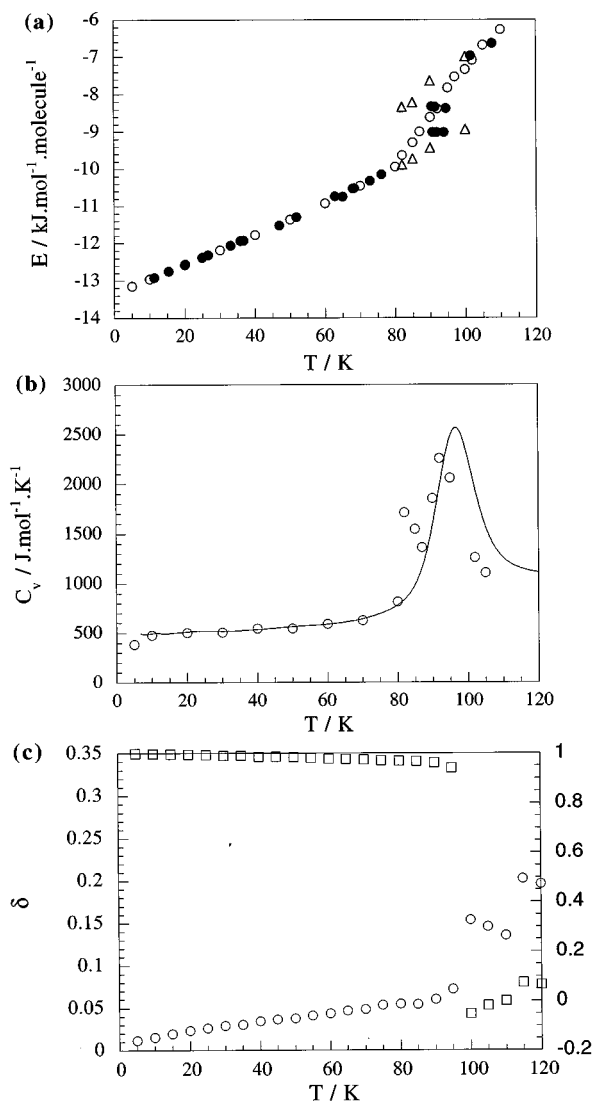 (a)
-6
-7
-8
-9
-10
-11
-12
-13
-14
E / kJ.mol⁻¹.molecule⁻¹
0 20 40 60 80 100 120
T / K
(b)
3000
2500
2000
1500
1000
500
0
C_v / J.mol⁻¹.K⁻¹
0 20 40 60 80 100 120
T / K
(c)
0.35
0.3
0.25
0.2
0.15
0.1
0.05
0
δ
1
0.8
0.6
0.4
0.2
0
-0.2
0 20 40 60 80 100 120
T / K